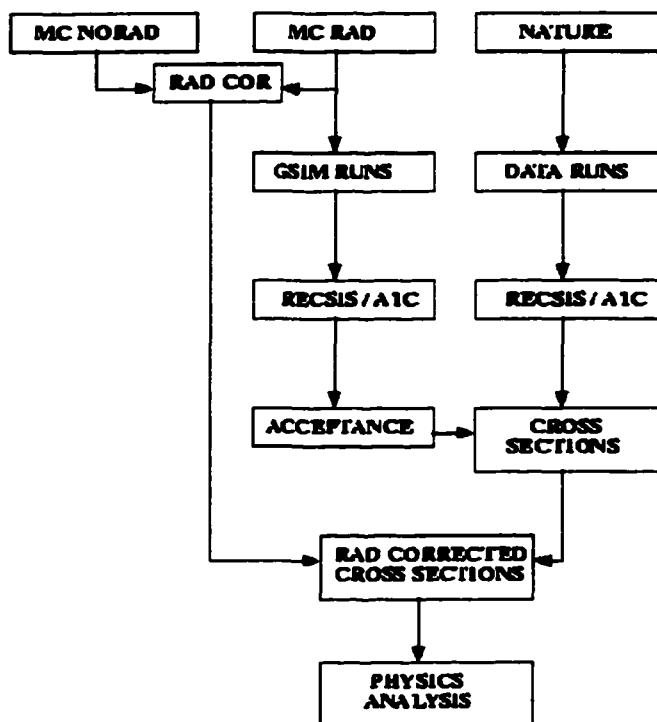 MC NORAD
MC RAD
NATURE
RAD COR
GSIM RUNS
DATA RUNS
RECSIS / A1C
RECSIS / A1C
ACCEPTANCE
CROSS
SECTIONS
RAD CORRECTED
CROSS SECTIONS
PHYSICS
ANALYSIS